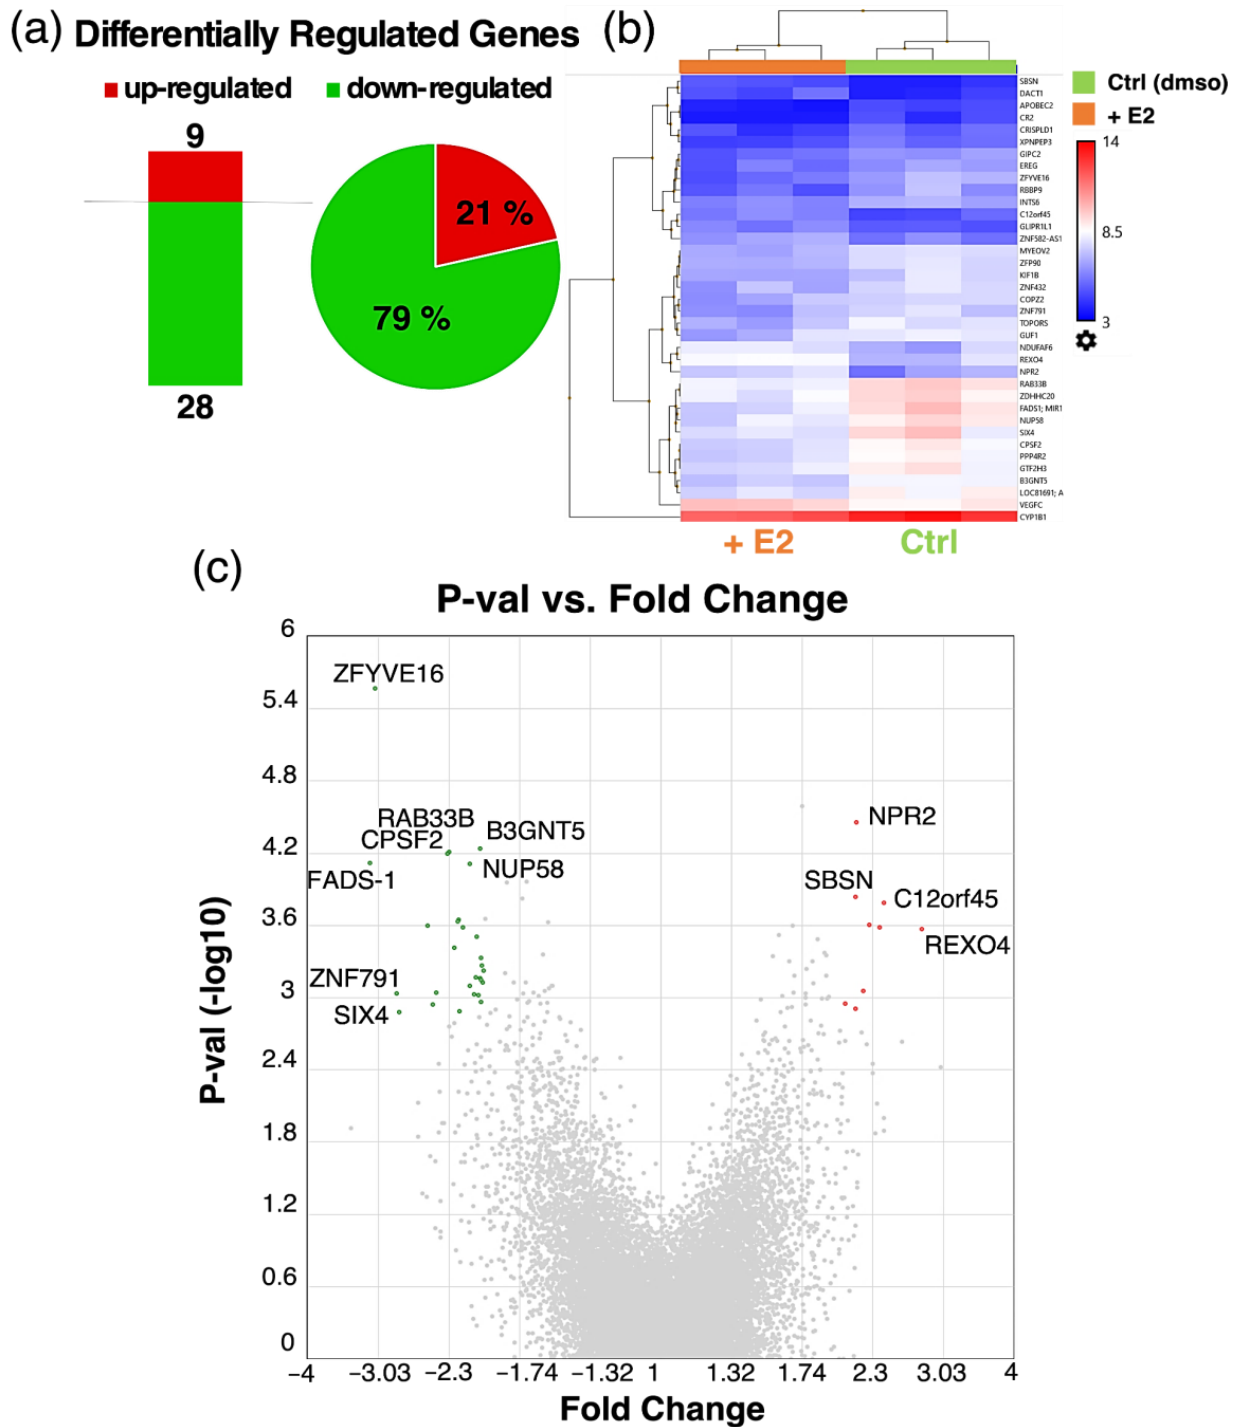 (a) Differentially Regulated Genes
up-regulated down-regulated
9
28
21 %
79 %
(b)
Ctrl (dmso)
+ E2
14
8.5
3
SBSN
DACT1
APOBEC2
CR2
CRISPLD1
XPNPEP3
GIPC2
EREG
ZFYVE16
RBBP9
INTS6
C12orf45
GLIPR1L1
ZNF582-AS1
MYEOV2
ZFP90
KIF1B
ZNF432
COPZ2
ZNF791
TOPORS
GUF1
NDUFAF6
REXO4
NPR2
RAB33B
ZDHHC20
FADS1; MIR1
NUP58
SIX4
CPSF2
PPP4R2
GTF2H3
B3GNT5
LOC81691; A
VEGFC
CYP1B1
+ E2 Ctrl
(c)
P-val vs. Fold Change
P-val (-log10)
6
5.4
4.8
4.2
3.6
3
2.4
1.8
1.2
0.6
0
ZFYVE16
RAB33B
CPSF2
B3GNT5
FADS-1
NUP58
ZNF791
SIX4
NPR2
SBSN
C12orf45
REXO4
−4 −3.03 −2.3 −1.74 −1.32 1 1.32 1.74 2.3 3.03 4
Fold Change